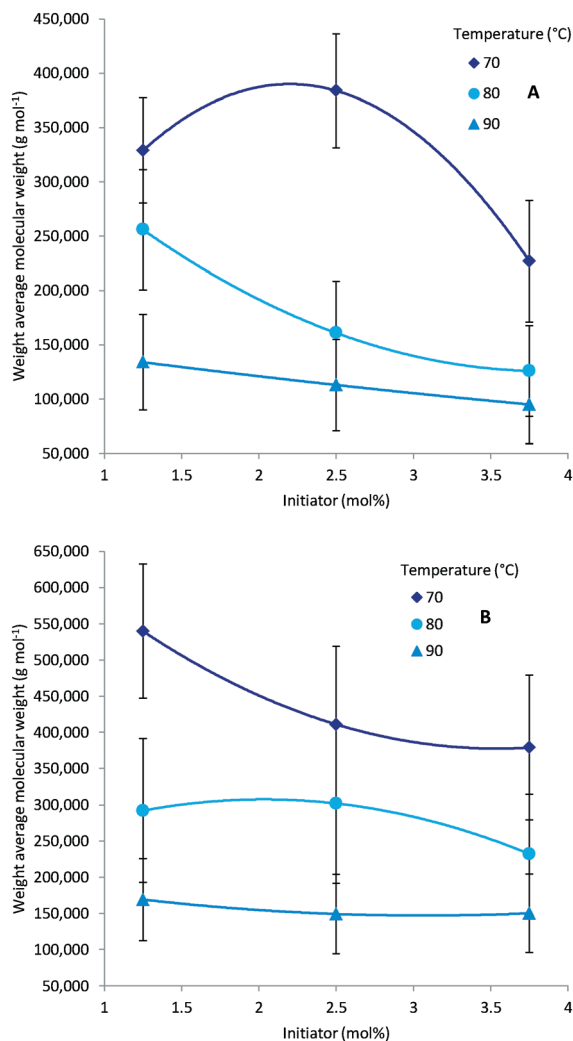 Temperature (°C)
70
80
90
A
450,000
400,000
350,000
300,000
250,000
200,000
150,000
100,000
50,000
Weight average molecular weight (g mol⁻¹)
1 1.5 2 2.5 3 3.5 4
Initiator (mol%)
Temperature (°C)
70
80
90
B
650,000
600,000
550,000
500,000
450,000
400,000
350,000
300,000
250,000
200,000
150,000
100,000
50,000
Weight average molecular weight (g mol⁻¹)
1 1.5 2 2.5 3 3.5 4
Initiator (mol%)